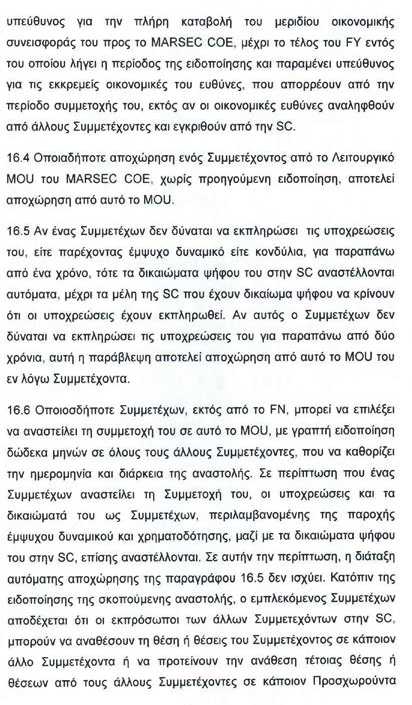 υπεύθυνος για την πλήρη καταβολή του μεριδίου οικονομικής
συνεισφοράς του προς το MARSEC COE, μέχρι το τέλος του FY εντός
του οποίου λήγει η περίοδος της ειδοποίησης και παραμένει υπεύθυνος
για τις εκκρεμείς οικονομικές του ευθύνες, που απορρέουν από την
περίοδο συμμετοχής του, εκτός αν οι οικονομικές ευθύνες αναληφθούν
από άλλους Συμμετέχοντες και εγκριθούν από την SC.
16.4 Οποιαδήποτε αποχώρηση ενός Συμμετέχοντος από το Λειτουργικό
MOU του MARSEC COE, χωρίς προηγούμενη ειδοποίηση, αποτελεί
αποχώρηση από αυτό το MOU.
16.5 Αν ένας Συμμετέχων δεν δύναται να εκπληρώσει τις υποχρεώσεις
του, είτε παρέχοντας έμψυχο δυναμικό είτε κονδύλια, για παραπάνω
από ένα χρόνο, τότε τα δικαιώματα ψήφου του στην SC αναστέλλονται
αυτόματα, μέχρι τα μέλη της SC που έχουν δικαίωμα ψήφου να κρίνουν
ότι οι υποχρεώσεις έχουν εκπληρωθεί. Αν αυτός ο Συμμετέχων δεν
δύναται να εκπληρώσει τις υποχρεώσεις του για παραπάνω από δύο
χρόνια, αυτή η παράβλεψη αποτελεί αποχώρηση από αυτό το MOU του
εν λόγω Συμμετέχοντα.
16.6 Οποιοσδήποτε Συμμετέχων, εκτός από το FN, μπορεί να επιλέξει
να αναστείλει τη συμμετοχή του σε αυτό το MOU, με γραπτή ειδοποίηση
δώδεκα μηνών σε όλους τους άλλους Συμμετέχοντες, που να καθορίζει
την ημερομηνία και διάρκεια της αναστολής. Σε περίπτωση που ένας
Συμμετέχων αναστείλει τη Συμμετοχή του, οι υποχρεώσεις και τα
δικαιώματά του ως Συμμετέχων, περιλαμβανομένης της παροχής
έμψυχου δυναμικού και χρηματοδότησης, μαζί με τα δικαιώματα ψήφου
του στην SC, επίσης αναστέλλονται. Σε αυτήν την περίπτωση, η διάταξη
αυτόματης αποχώρησης της παραγράφου 16.5 δεν ισχύει. Κατόπιν της
ειδοποίησης της σκοπούμενης αναστολής, ο εμπλεκόμενος Συμμετέχων
αποδέχεται ότι οι εκπρόσωποι των άλλων Συμμετεχόντων στην SC,
μπορούν να αναθέσουν τη θέση ή θέσεις του Συμμετέχοντος σε κάποιον
άλλο Συμμετέχοντα ή να προτείνουν την ανάθεση τέτοιας θέσης ή
θέσεων από τους άλλους Συμμετέχοντες σε κάποιον Προσχωρούντα